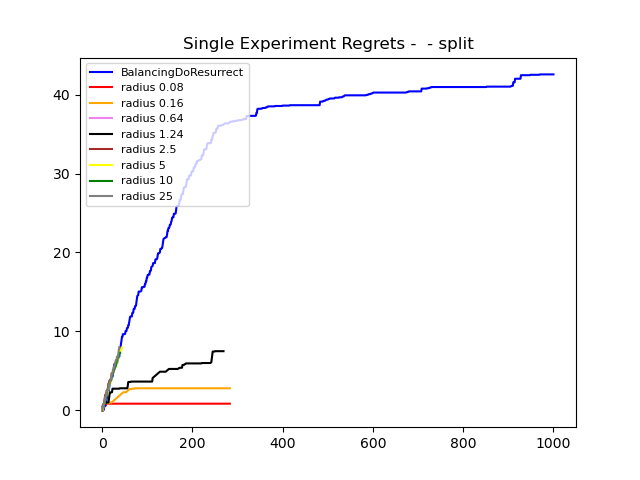 Single Experiment Regrets -  - split
BalancingDoResurrect
radius 0.08
radius 0.16
radius 0.64
radius 1.24
radius 2.5
radius 5
radius 10
radius 25
40
30
20
10
0
0 200 400 600 800 1000